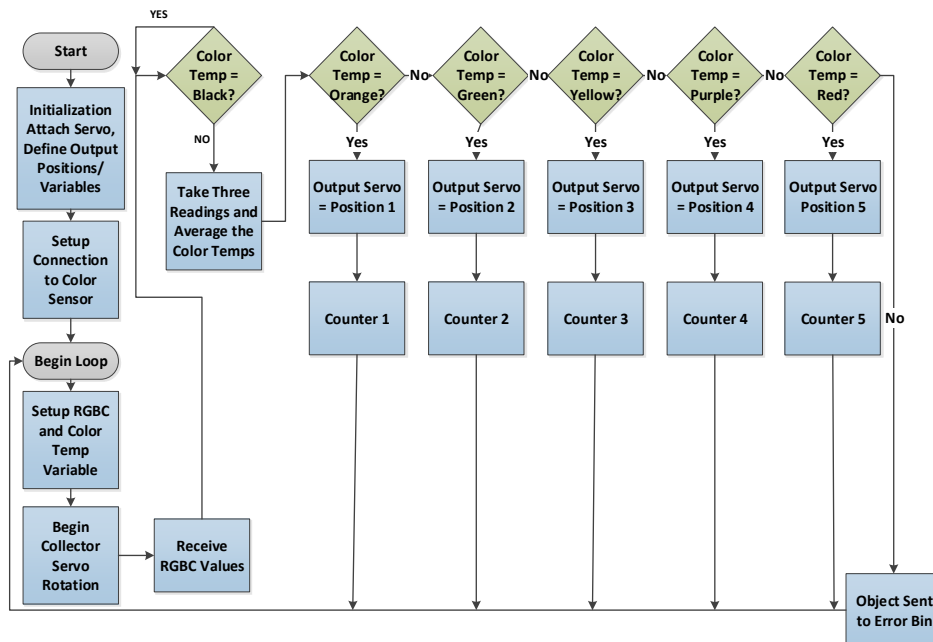 Start
Initialization
Attach Servo,
Define Output
Positions/
Variables
Setup
Connection
to Color
Sensor
Begin Loop
Setup RGBC
and Color
Temp
Variable
Begin
Collector
Servo
Rotation
Receive
RGBC Values
YES
Color
Temp =
Black?
NO
Take Three
Readings and
Average the
Color Temps
Color
Temp =
Orange?
No
Color
Temp =
Green?
No
Color
Temp =
Yellow?
No
Color
Temp =
Purple?
No
Color
Temp =
Red?
Yes
Yes
Yes
Yes
Yes
Output Servo
= Position 1
Output Servo
= Position 2
Output Servo
= Position 3
Output Servo
= Position 4
Output Servo
Position 5
Counter 1
Counter 2
Counter 3
Counter 4
Counter 5
No
Object Sent
to Error Bin